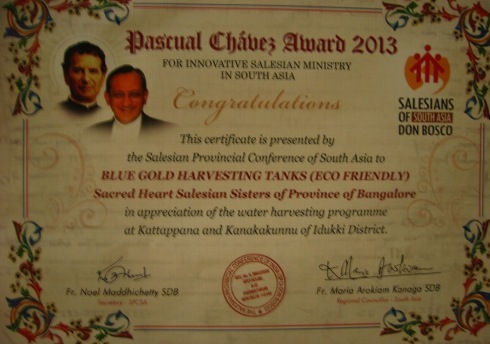 Pascual Chávez Award 2013
FOR INNOVATIVE SALESIAN MINISTRY
IN SOUTH ASIA
Congratulations
SALESIANS
OF SOUTH ASIA
DON BOSCO
This certificate is presented by
the Salesian Provincial Conference of South Asia to
BLUE GOLD HARVESTING TANKS (ECO FRIENDLY)
Sacred Heart Salesian Sisters of Province of Bangalore
in appreciation of the water harvesting programme
at Kattappana and Kanakakunnu of Idukki District.
Fr. Noel Maddhichetty SDB
Secretary - SPCSA
Fr. Maria Arokiam Kanaga SDB
Regional Councillor - South Asia